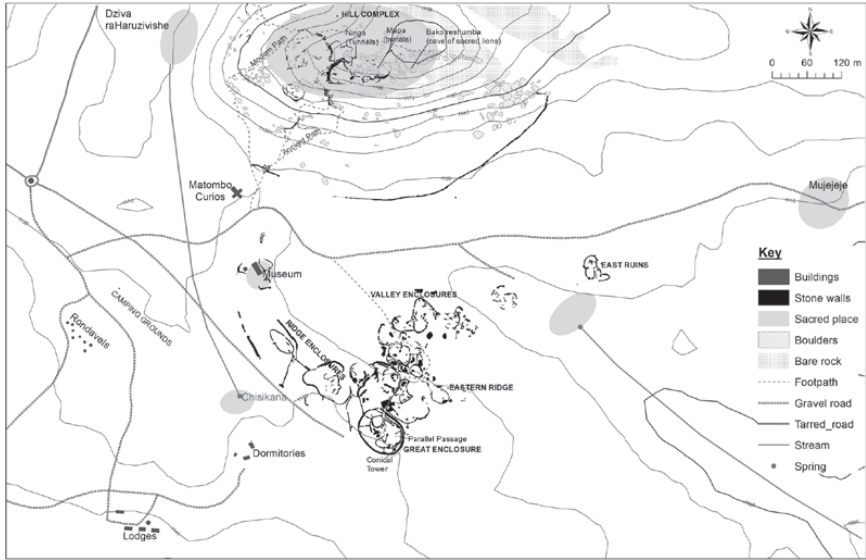 Dziva
raHaruzivishe
HILL COMPLEX
Ninga
(Tunnels)
Mapa
(burials)
Bako reshumba
(cave of sacred lions)
Modern Path
Ancient Path
0 60 120 m
Matombo
Curios
Mujejeje
Museum
EAST RUINS
VALLEY ENCLOSURES
CAMPING GROUNDS
Rondavels
RIDGE ENCLOSURES
EASTERN RIDGE
Chisikana
Parallel Passage
GREAT ENCLOSURE
Conical
Tower
Dormitories
Lodges
Key
Buildings
Stone walls
Sacred place
Boulders
Bare rock
Footpath
Gravel road
Tarred_road
Stream
Spring